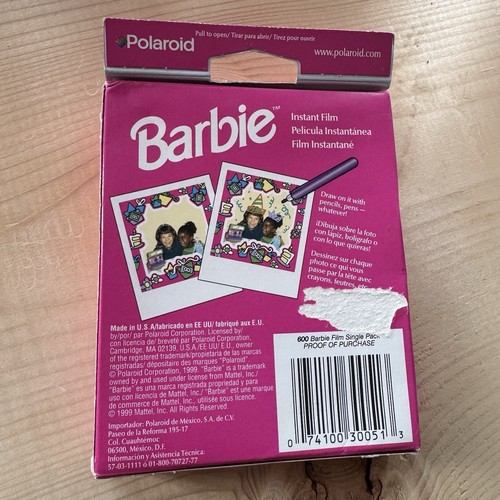 Polaroid
Pull to open/ Tirar para abrir/ Tirez pour ouvrir
www.polaroid.com
Barbie™
Instant Film
Película Instantánea
Film Instantané
Draw on it with
pencils, pens —
whatever!
¡Dibuja sobre la foto
con lápiz, bolígrafo o
con lo que quieras!
Dessinez sur chaque
photo ce qui vous
passe par la tête avec
crayons, feutres, etc.
Made in U.S.A/fabricado en EE UU/ fabriqué aux E.U.
by/por/ par Polaroid Corporation. Licensed by/
con licencia de/ breveté par Polaroid Corporation,
Cambridge, MA 02139, U.S.A./EE UU/ E.U., owner
of the registered trademark/propietaria de las marcas
registradas/ dépositaire des marques "Polaroid".
© Polaroid Corporation, 1999. "Barbie" is a trademark
owned by and used under license from Mattel, Inc./
"Barbie" es una marca registrada propiedad y para
uso con licencia de Mattel, Inc./ "Barbie" est une marque
de commerce de Mattel, Inc., utilisée sous licence.
© 1999 Mattel, Inc. All Rights Reserved.
Importador: Polaroid de México, S.A. de C.V.
Paseo de la Reforma 195-17
Col. Cuauhtémoc
06500, México, D.F.
Información y Asistencia Técnica:
57-03-1111 ó 01-800-70727-77
600 Barbie Film Single Pack
PROOF OF PURCHASE
0 74100 30051 3